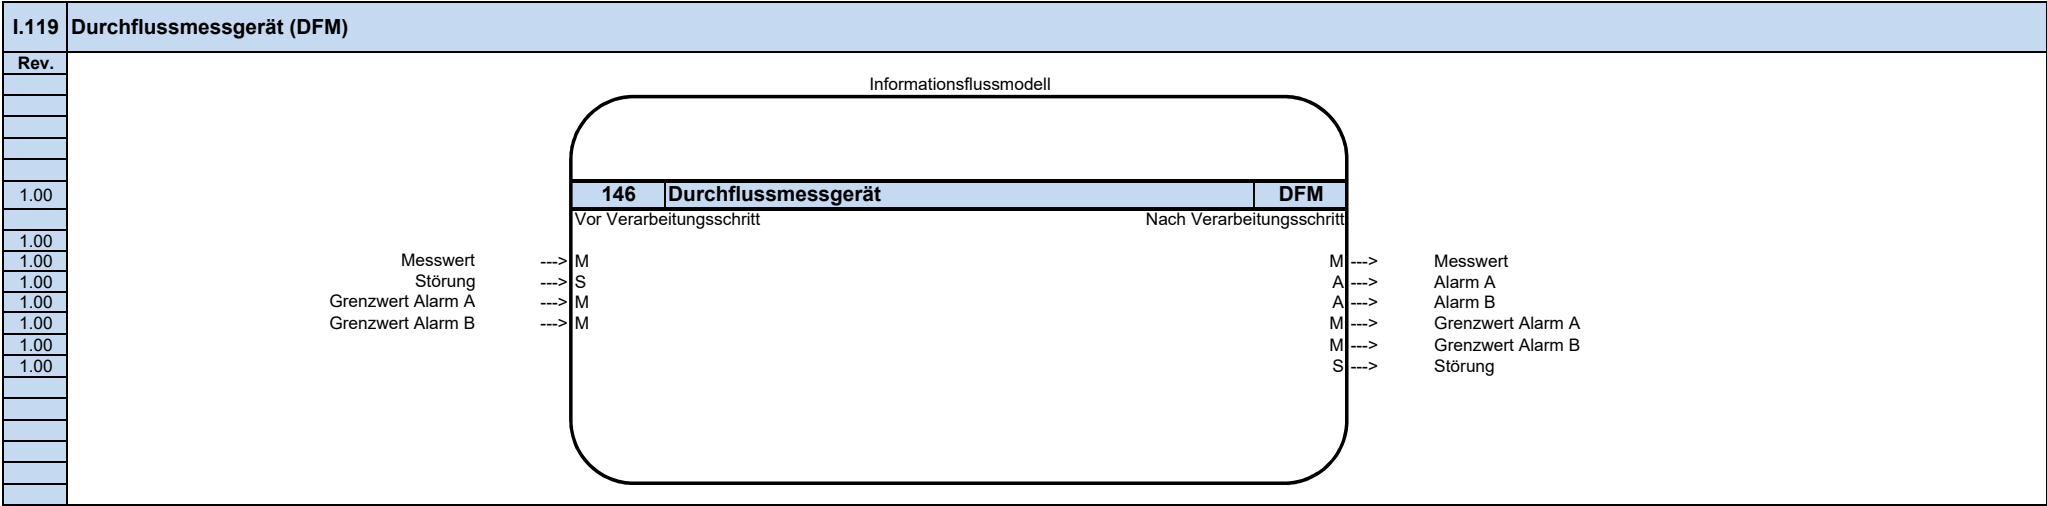 I.119 Durchflussmessgerät (DFM)
Rev.
Informationsflussmodell
1.00 146 Durchflussmessgerät DFM
Vor Verarbeitungsschritt Nach Verarbeitungsschritt
1.00
1.00 Messwert ---> M M ---> Messwert
1.00 Störung ---> S A ---> Alarm A
1.00 Grenzwert Alarm A ---> M A ---> Alarm B
1.00 Grenzwert Alarm B ---> M M ---> Grenzwert Alarm A
1.00 M ---> Grenzwert Alarm B
1.00 S ---> Störung